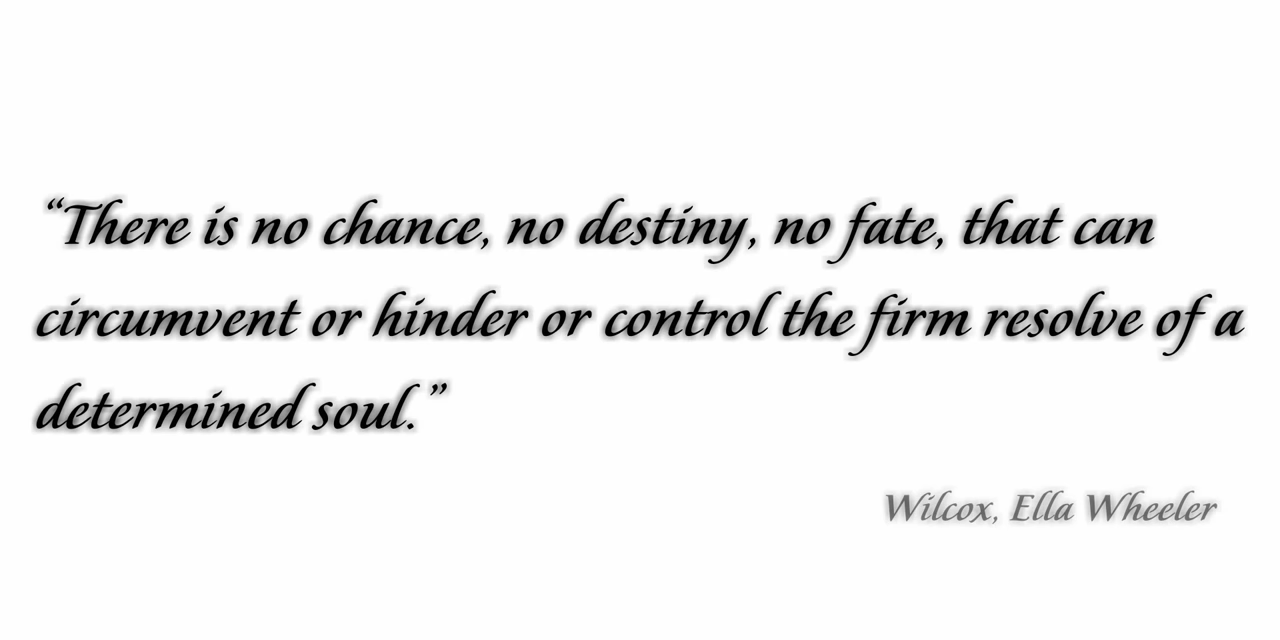 “There is no chance, no destiny, no fate, that can
circumvent or hinder or control the firm resolve of a
determined soul.”
Wilcox, Ella Wheeler